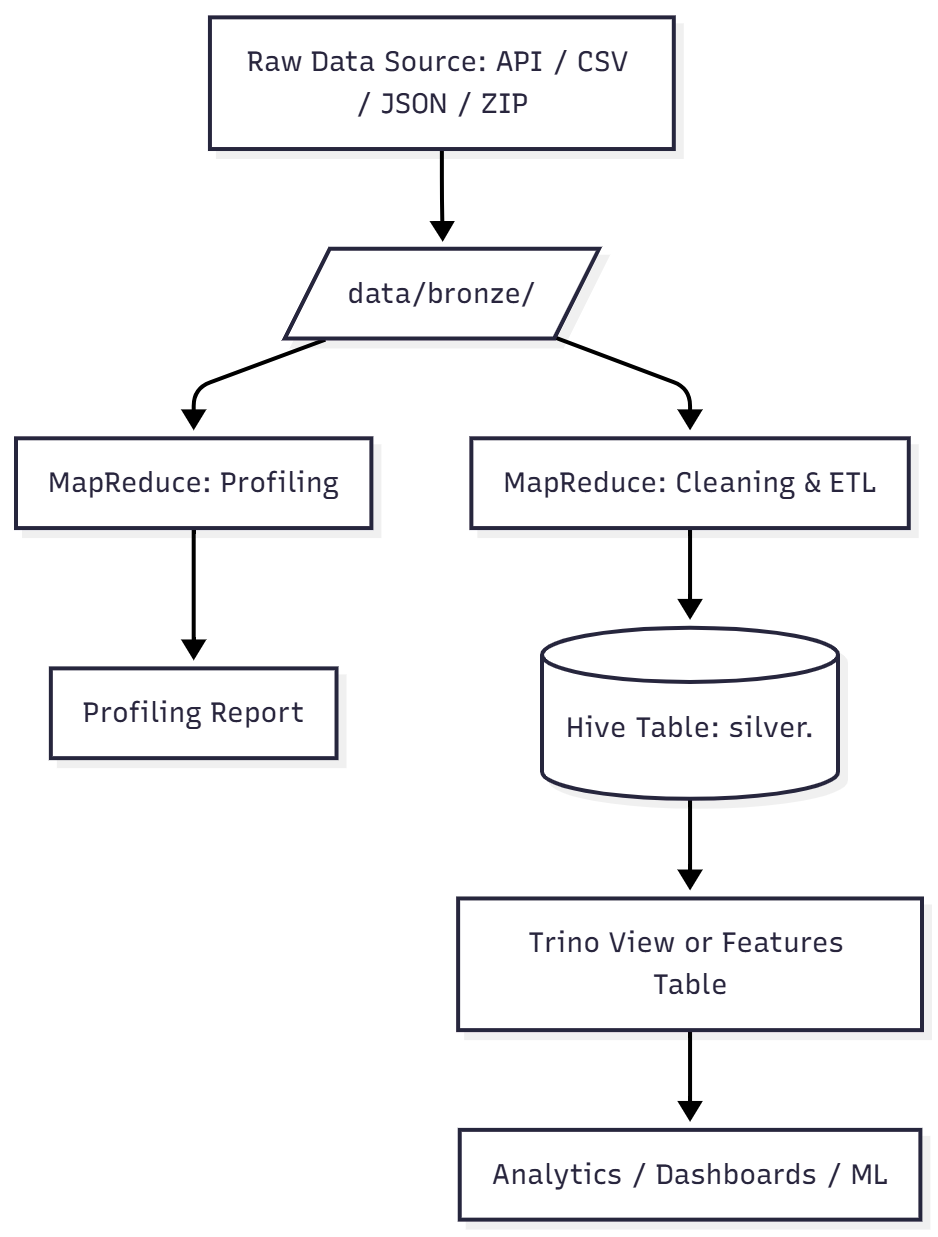 Raw Data Source: API / CSV
/ JSON / ZIP
data/bronze/
MapReduce: Profiling
MapReduce: Cleaning & ETL
Profiling Report
Hive Table: silver.
Trino View or Features
Table
Analytics / Dashboards / ML